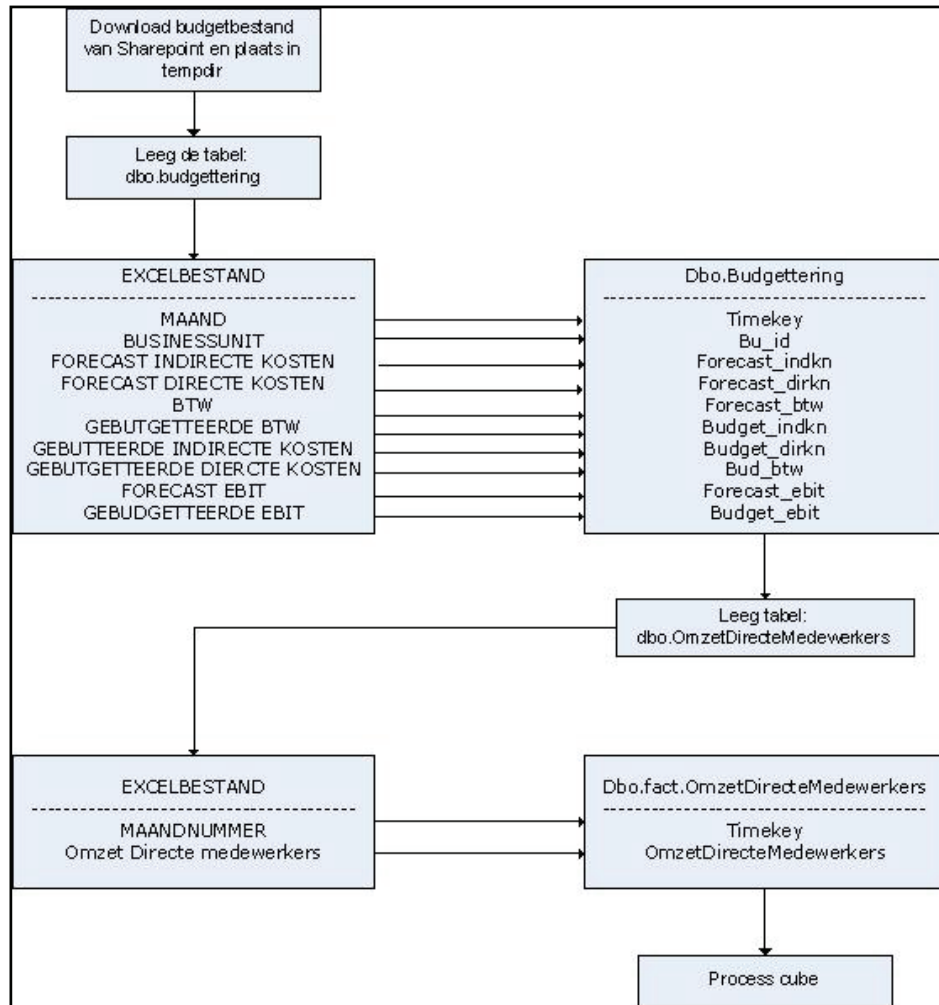 Download budgetbestand
van Sharepoint en plaats in
tempdir
Leeg de tabel:
dbo.budgettering
EXCELBESTAND
MAAND
BUSINESSUNIT
FORECAST INDIRECTE KOSTEN
FORECAST DIRECTE KOSTEN
BTW
GEBUTGETTEERDE BTW
GEBUTTEERDE INDIRECTE KOSTEN
GEBUTGETTEERDE DIERCTE KOSTEN
FORECAST EBIT
GEBUDGETTEERDE EBIT
Dbo.Budgettering
Timekey
Bu_id
Forecast_indkn
Forecast_dirkn
Forecast_btw
Budget_indkn
Budget_dirkn
Bud_btw
Forecast_ebit
Budget_ebit
Leeg tabel:
dbo.OmzetDirecteMedewerkers
EXCELBESTAND
MAANDNUMMER
Omzet Directe medewerkers
Dbo.fact.OmzetDirecteMedewerkers
Timekey
OmzetDirecteMedewerkers
Process cube